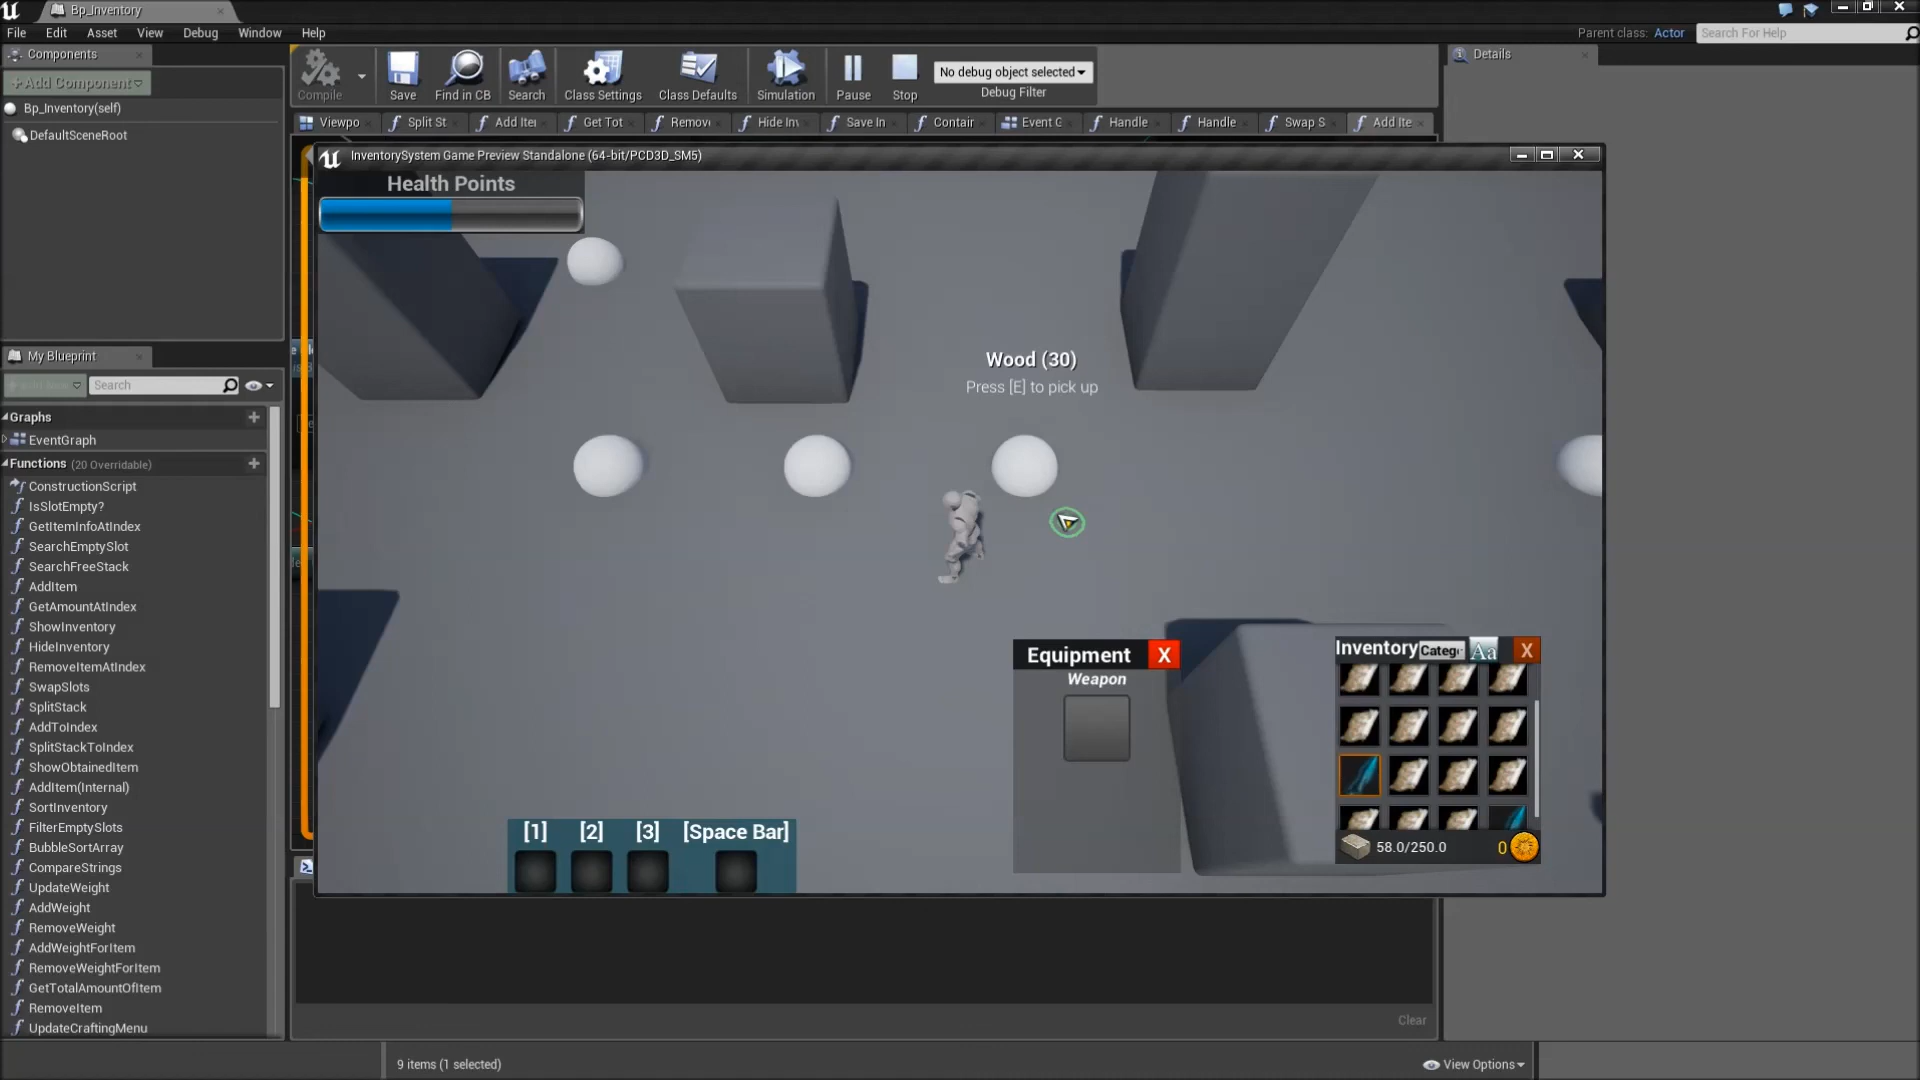 Bp_Inventory
File Edit Asset View Debug Window Help
Parent class: Actor
Search For Help
Components
+Add Component
Bp_Inventory(self)
DefaultSceneRoot
Compile
Save
Find in CB
Search
Class Settings
Class Defaults
Simulation
Pause
Stop
No debug object selected
Debug Filter
Details
Viewpo
Split St
Add Iter
Get Tot
Remov
Hide Inv
Save In
Contair
Event G
Handle
Handle
Swap S
Add Ite
InventorySystem Game Preview Standalone (64-bit/PCD3D_SM5)
Health Points
Wood (30)
Press [E] to pick up
Equipment X
Weapon
Inventory Catego Aa X
58.0/250.0 0
[1] [2] [3] [Space Bar]
My Blueprint
Search
Graphs
EventGraph
Functions (20 Overridable)
ConstructionScript
IsSlotEmpty?
GetItemInfoAtIndex
SearchEmptySlot
SearchFreeStack
AddItem
GetAmountAtIndex
ShowInventory
HideInventory
RemoveItemAtIndex
SwapSlots
SplitStack
AddToIndex
SplitStackToIndex
ShowObtainedItem
AddItem(Internal)
SortInventory
FilterEmptySlots
BubbleSortArray
CompareStrings
UpdateWeight
AddWeight
RemoveWeight
AddWeightForItem
RemoveWeightForItem
GetTotalAmountOfItem
RemoveItem
UpdateCraftingMenu
Clear
9 items (1 selected)
View Options